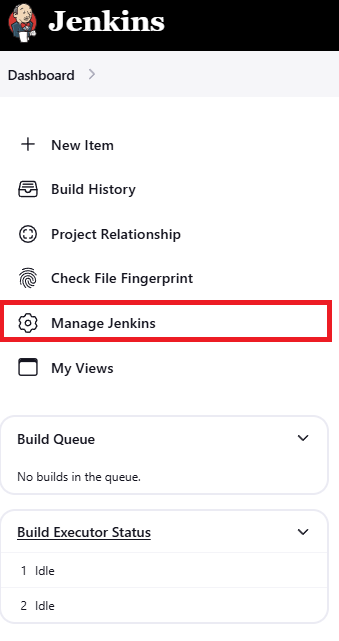 Jenkins
Dashboard
New Item
Build History
Project Relationship
Check File Fingerprint
Manage Jenkins
My Views
Build Queue
No builds in the queue.
Build Executor Status
1 Idle
2 Idle